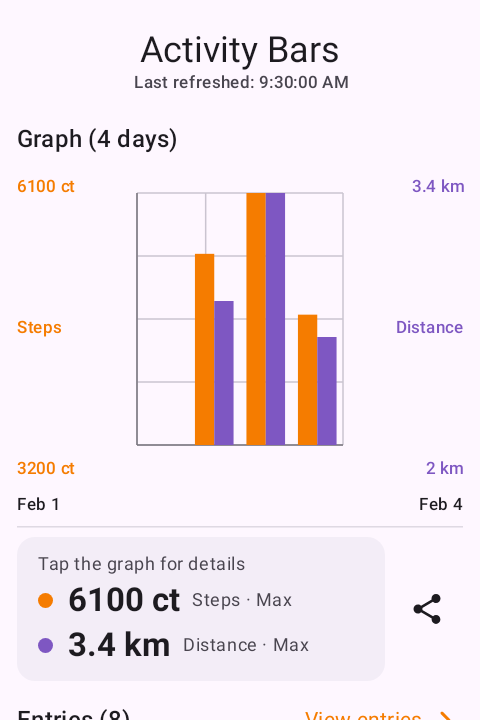 Activity Bars
Last refreshed: 9:30:00 AM
Graph (4 days)
6100 ct
3.4 km
Steps
Distance
3200 ct
2 km
Feb 1
Feb 4
Tap the graph for details
6100 ct Steps · Max
3.4 km Distance · Max
Entries (8)
View entries